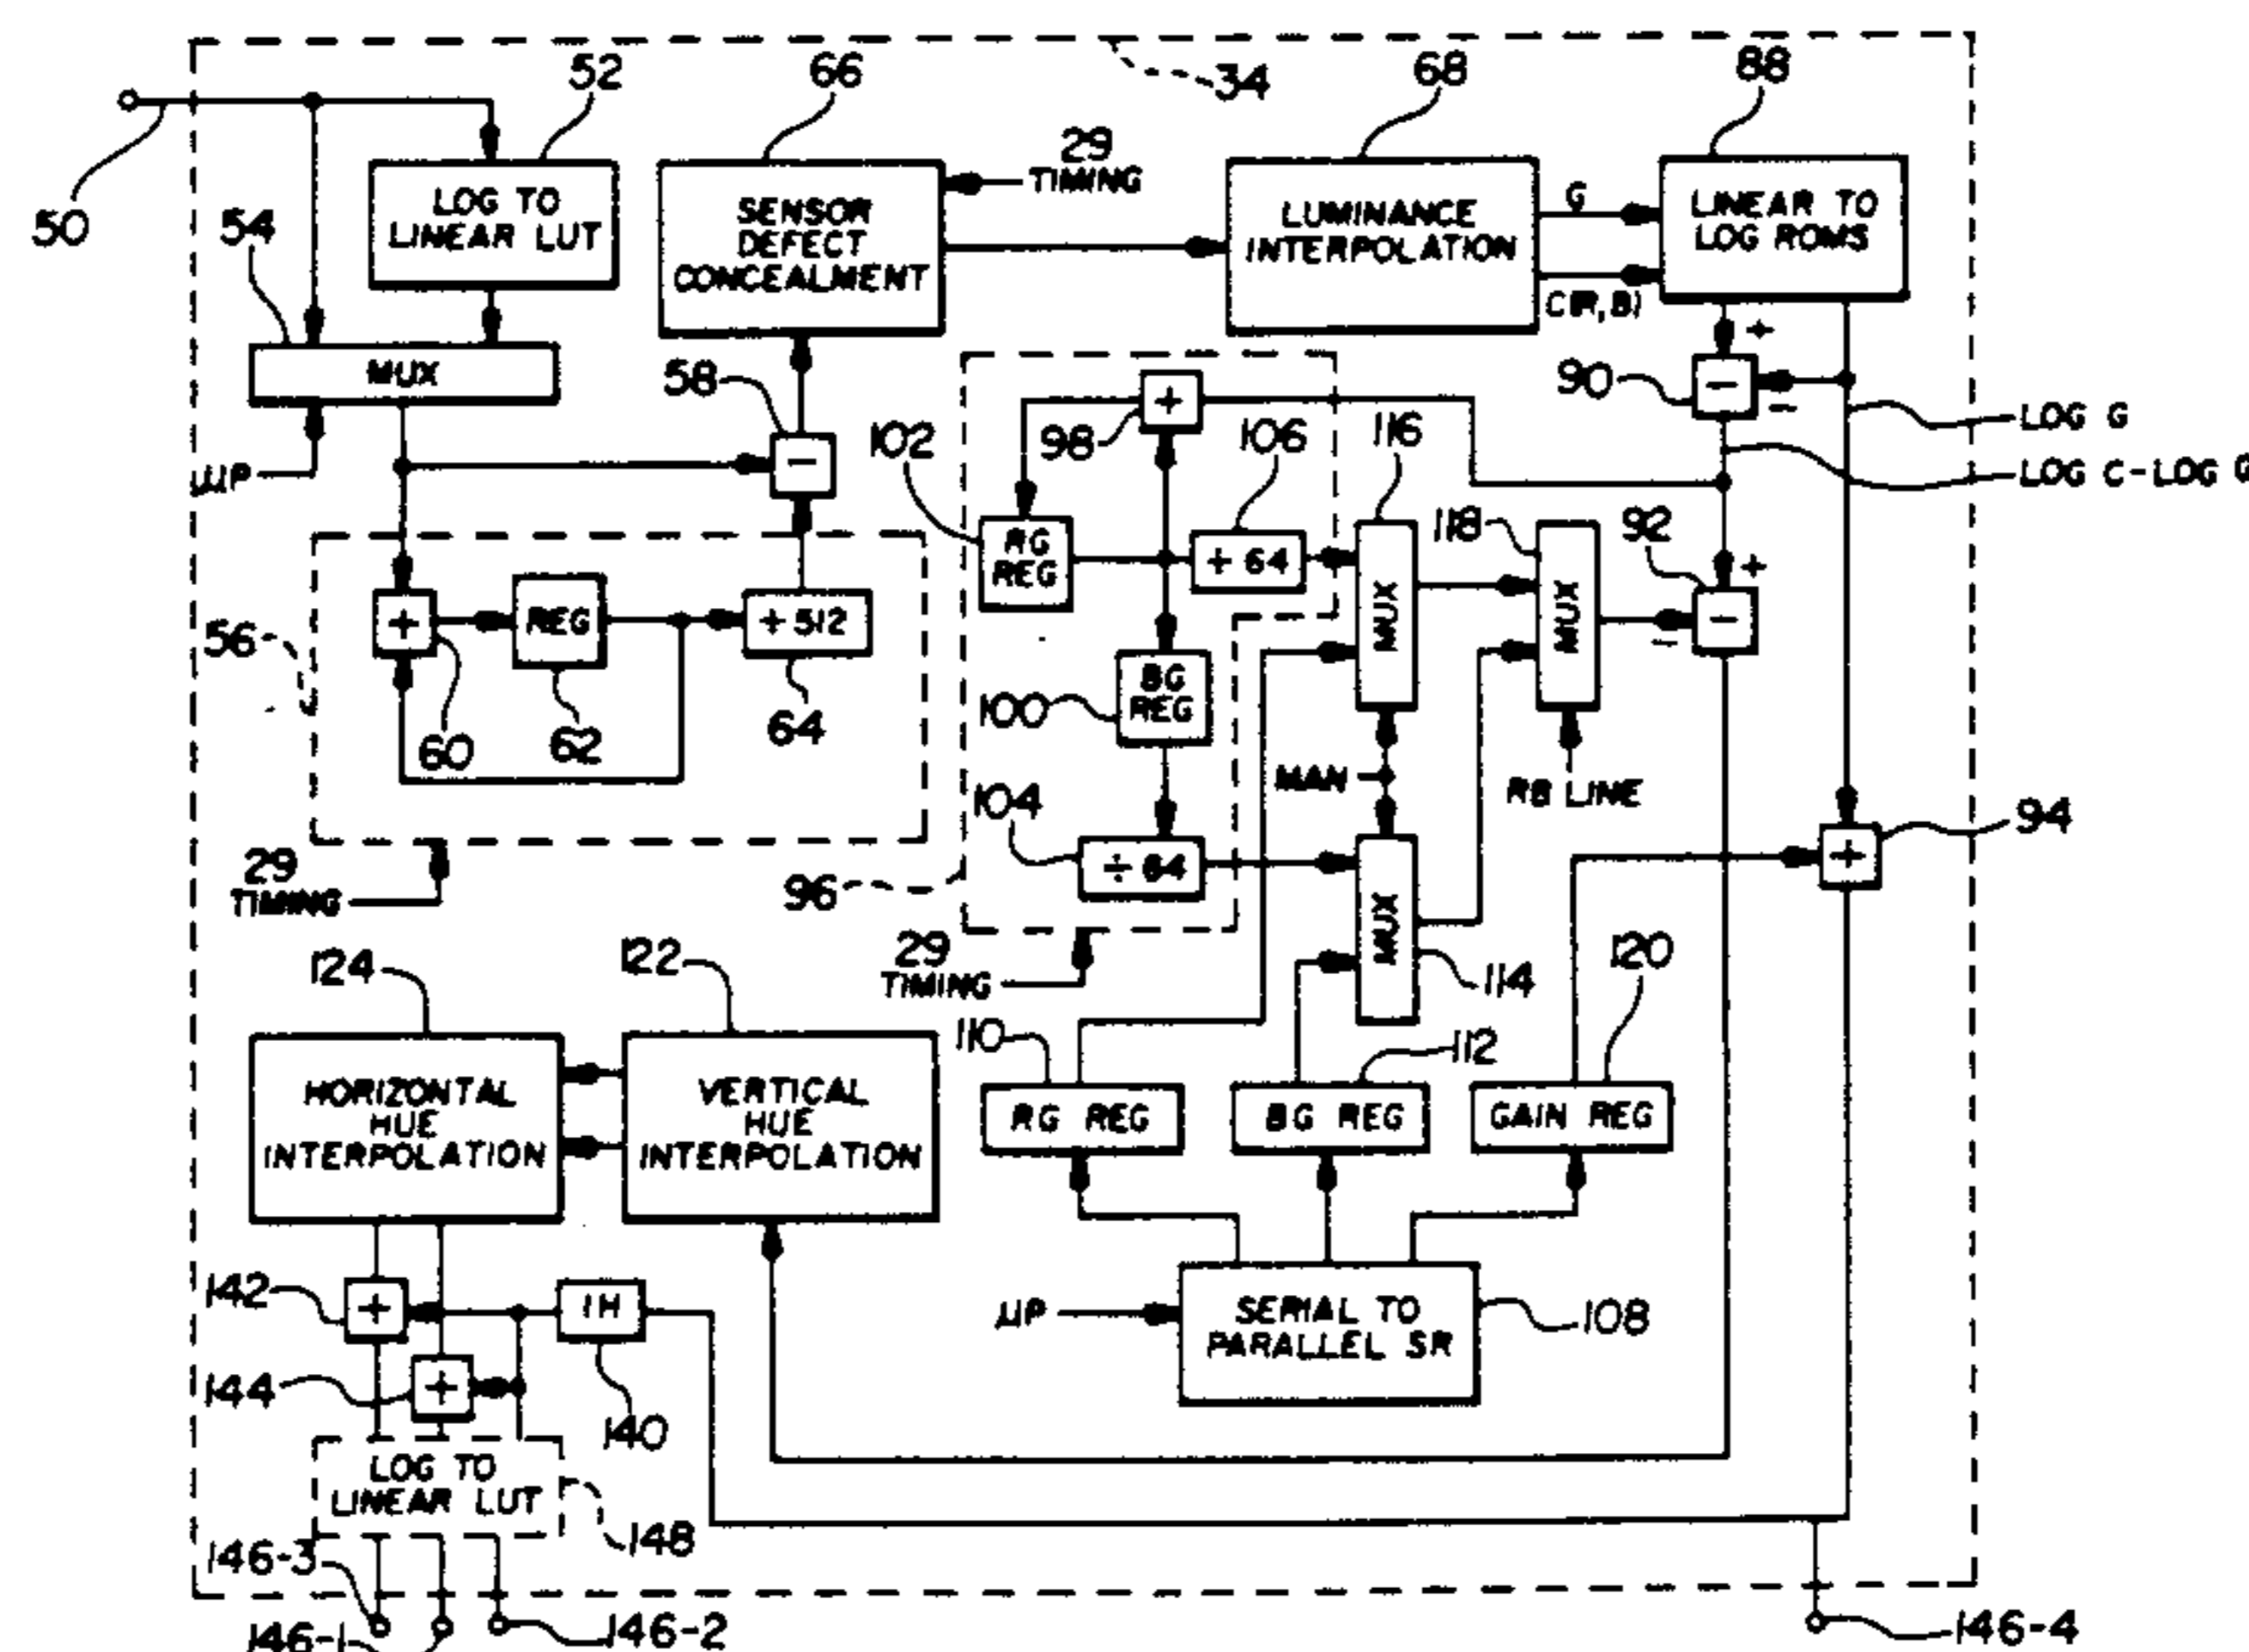 52
66
34
68
88
50
54
LOG TO
LINEAR LUT
SENSOR
DEFECT
CONCEALMENT
29
TIMING
LUMINANCE
INTERPOLATION
G
C(R,B)
LINEAR TO
LOG ROMS
MUX
μP
58
-
+
90
-
-
LOG G
LOG C-LOG G
102
98
+
106
116
118
92
+
RG
REG
÷ 64
MUX
MUX
-
-
56
+
REG
÷ 512
60
62
64
100
BG
REG
MAN
RB LINE
104
÷ 64
94
+
29
TIMING
96
29
TIMING
MUX
114
120
124
122
110
112
HORIZONTAL
HUE
INTERPOLATION
VERTICAL
HUE
INTERPOLATION
RG REG
BG REG
GAIN REG
142
+
1H
μP
SERIAL TO
PARALLEL SR
108
144
+
140
LOG TO
LINEAR LUT
148
146-3
146-1
146-2
146-4